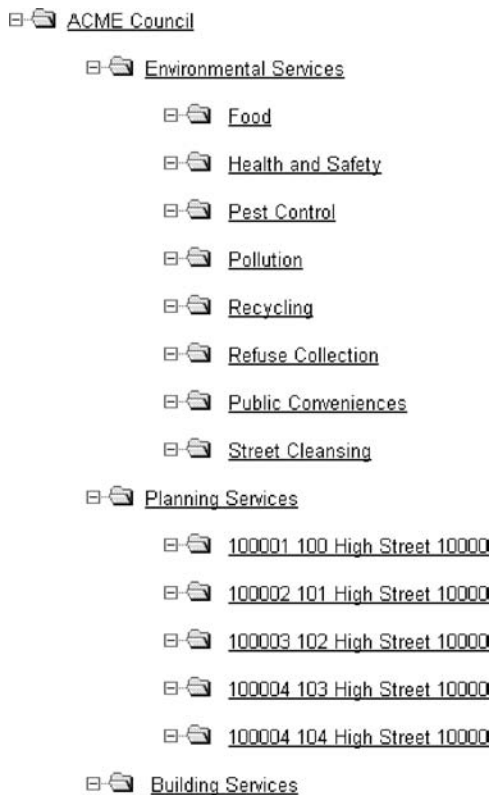 ACME Council
Environmental Services
Food
Health and Safety
Pest Control
Pollution
Recycling
Refuse Collection
Public Conveniences
Street Cleansing
Planning Services
100001 100 High Street 10000
100002 101 High Street 10000
100003 102 High Street 10000
100004 103 High Street 10000
100004 104 High Street 10000
Building Services